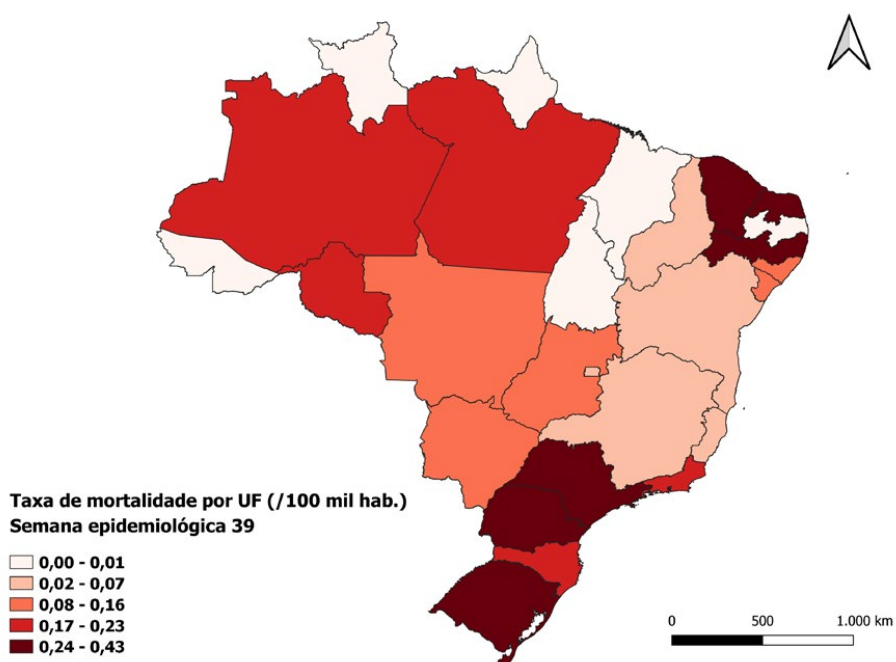 Taxa de mortalidade por UF (/100 mil hab.)
Semana epidemiológica 39
0,00 - 0,01
0,02 - 0,07
0,08 - 0,16
0,17 - 0,23
0,24 - 0,43
0 500 1.000 km